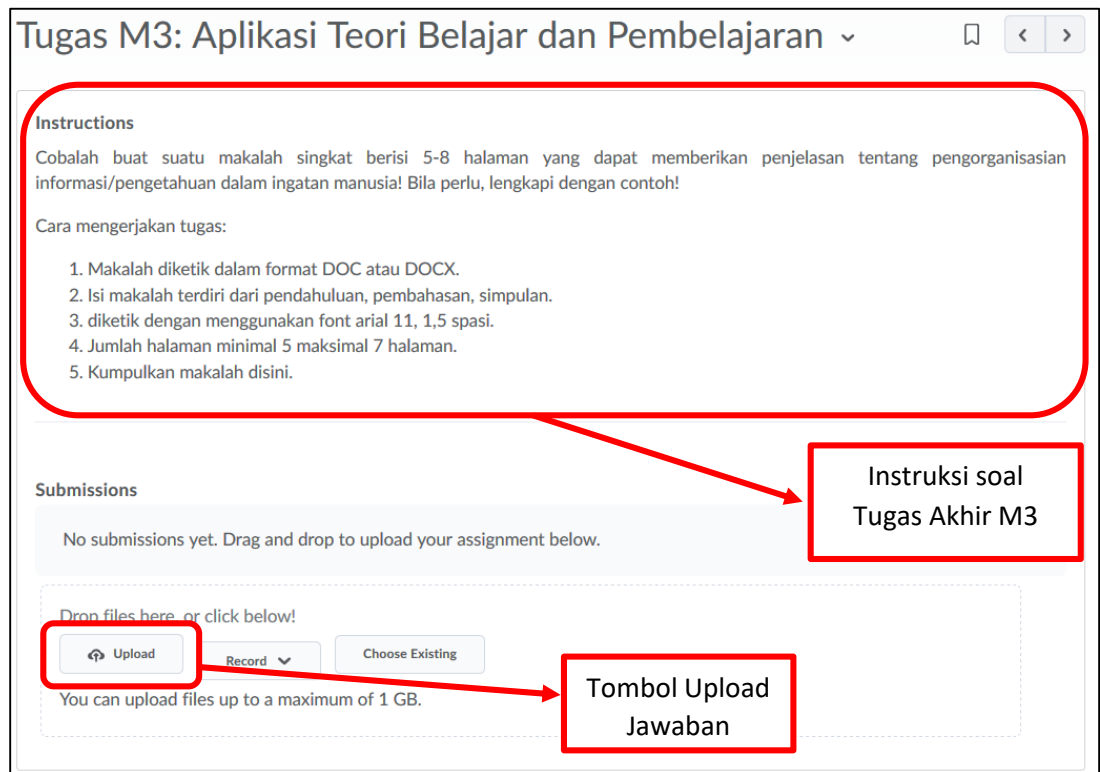 Tugas M3: Aplikasi Teori Belajar dan Pembelajaran
Instructions
Cobalah buat suatu makalah singkat berisi 5-8 halaman yang dapat memberikan penjelasan tentang pengorganisasian
informasi/pengetahuan dalam ingatan manusia! Bila perlu, lengkapi dengan contoh!
Cara mengerjakan tugas:
1. Makalah diketik dalam format DOC atau DOCX.
2. Isi makalah terdiri dari pendahuluan, pembahasan, simpulan.
3. diketik dengan menggunakan font arial 11, 1,5 spasi.
4. Jumlah halaman minimal 5 maksimal 7 halaman.
5. Kumpulkan makalah disini.
Instruksi soal
Tugas Akhir M3
Submissions
No submissions yet. Drag and drop to upload your assignment below.
Drop files here, or click below!
Upload
Record
Choose Existing
You can upload files up to a maximum of 1 GB.
Tombol Upload
Jawaban